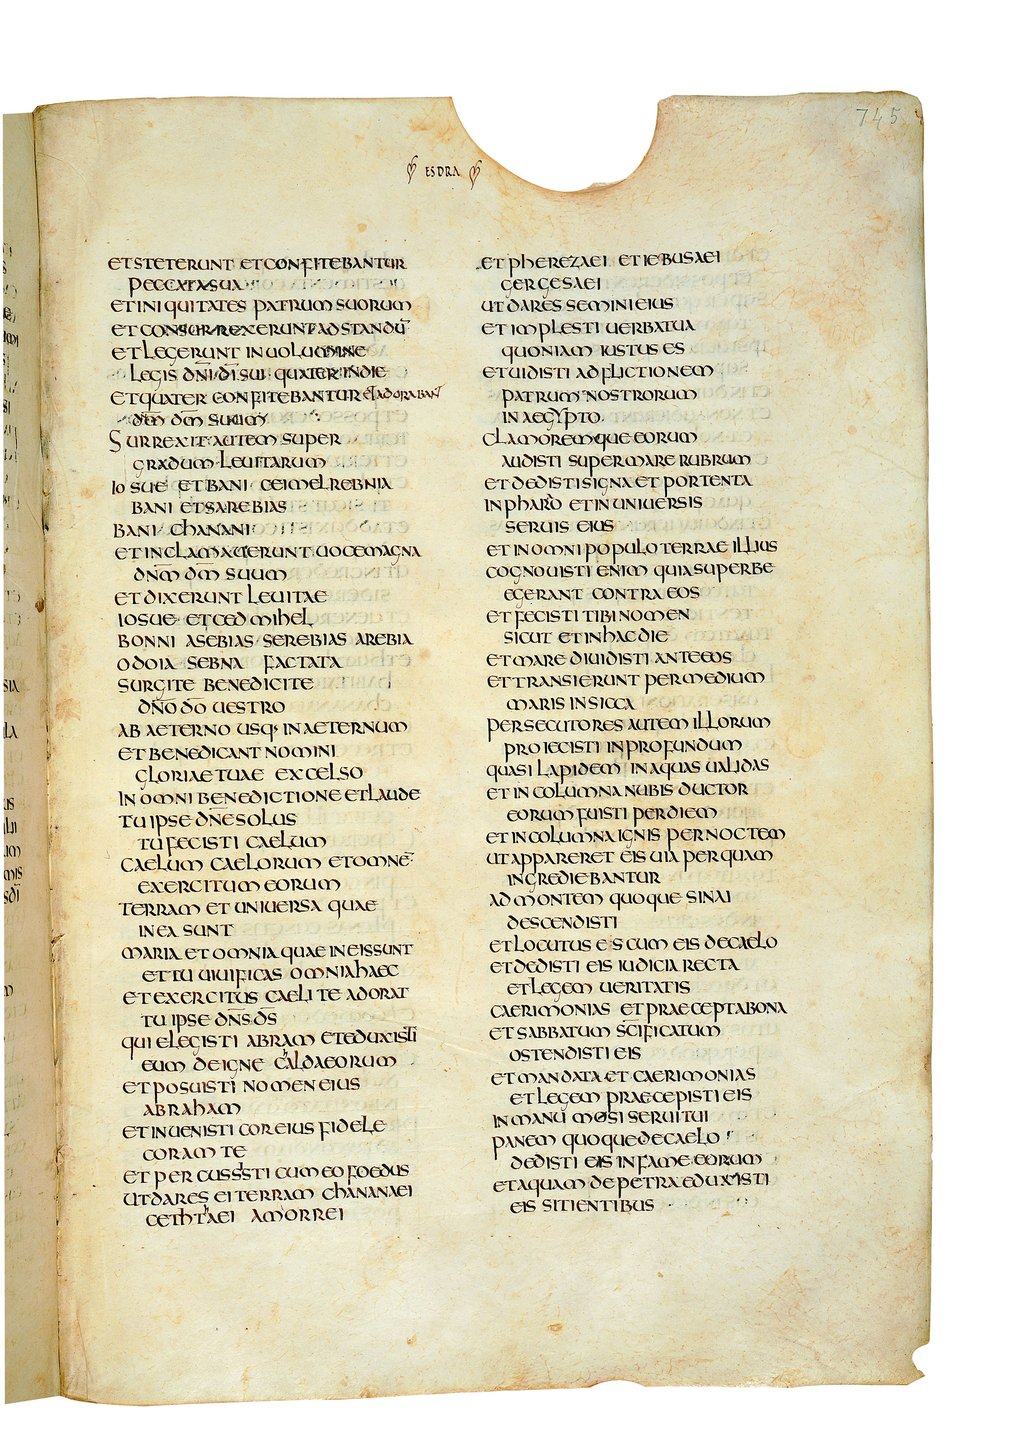 745
ESDRA
ET STETERUNT ET CONFITEBANTUR
PECCATA SUA
ET INIQUITATES PATRUM SUORUM
ET CONSURREXERUNT AD STANDŪ
ET LEGERUNT IN UOLUMINE
LEGIS DN̄I DĪ SUI QUATER IN DIE
ET QUATER CONFITEBANTUR ET ADORABANT
DN̄M DM̄ SUUM
SURREXIT AUTEM SUPER
GRADUM LEUITARUM
IOSUE ET BANI CEIMEL REBNIA
BANI ET SAREBIAS
BANI CHANANI
ET INCLAMAUERUNT UOCE MAGNA
DN̄M DM̄ SUUM
ET DIXERUNT LEUITAE
IOSUE ET CEDMIHEL
BONNI ASEBIAS SEREBIAS AREBIA
ODOIA SEBNA FACTATA
SURGITE BENEDICITE
DN̄O DŌ UESTRO
AB AETERNO USQ· IN AETERNUM
ET BENEDICANT NOMINI
GLORIAE TUAE EXCELSO
IN OMNI BENEDICTIONE ET LAUDE
TU IPSE DN̄E SOLUS
TU FECISTI CAELUM
CAELUM CAELORUM ET OMNĒ
EXERCITUM EORUM
TERRAM ET UNIUERSA QUAE
IN EA SUNT
MARIA ET OMNIA QUAE IN EIS SUNT
ET TU UIUIFICAS OMNIA HAEC
ET EXERCITUS CAELI TE ADORAT
TU IPSE DN̄S DS̄
QUI ELEGISTI ABRAM ET EDUXISTI
EUM DE IGNE CALDAEORUM
ET POSUISTI NOMEN EIUS
ABRAHAM
ET INUENISTI COR EIUS FIDELE
CORAM TE
ET PERCUSSISTI CUM EO FOEDUS
UT DARES EI TERRAM CHANANAEI
CETHTAEI AMORREI
ET PHEREZAEI ET IEBUSAEI
GERGESAEI
UT DARES SEMINI EIUS
ET IMPLESTI UERBA TUA
QUONIAM IUSTUS ES
ET UIDISTI ADFLICTIONEM
PATRUM NOSTRORUM
IN AEGYPTO
CLAMOREMQUE EORUM
AUDISTI SUPER MARE RUBRUM
ET DEDISTI SIGNA ET PORTENTA
IN PHARO ET IN UNIUERSIS
SERUIS EIUS
ET IN OMNI POPULO TERRAE ILLIUS
COGNOUISTI ENIM QUIA SUPERBE
EGERANT CONTRA EOS
ET FECISTI TIBI NOMEN
SICUT ET IN HAC DIE
ET MARE DIUIDISTI ANTE EOS
ET TRANSIERUNT PER MEDIUM
MARIS IN SICCA
PERSECUTORES AUTEM ILLORUM
PROIECISTI IN PROFUNDUM
QUASI LAPIDEM IN AQUAS UALIDAS
ET IN COLUMNA NUBIS DUCTOR
EORUM FUISTI PER DIEM
ET IN COLUMNA IGNIS PER NOCTEM
UT APPARERET EIS UIA PER QUAM
INGREDIEBANTUR
AD MONTEM QUOQUE SINAI
DESCENDISTI
ET LOCUTUS ES CUM EIS DE CAELO
ET DEDISTI EIS IUDICIA RECTA
ET LEGEM UERITATIS
CAERIMONIAS ET PRAECEPTA BONA
ET SABBATUM SC̄IFICATUM
OSTENDISTI EIS
ET MANDATA ET CAERIMONIAS
ET LEGEM PRAECEPISTI EIS
IN MANU MOSI SERUI TUI
PANEM QUOQUE DE CAELO
DEDISTI EIS IN FAME EORUM
ET AQUAM DE PETRA EDUXISTI
EIS SITIENTIBUS